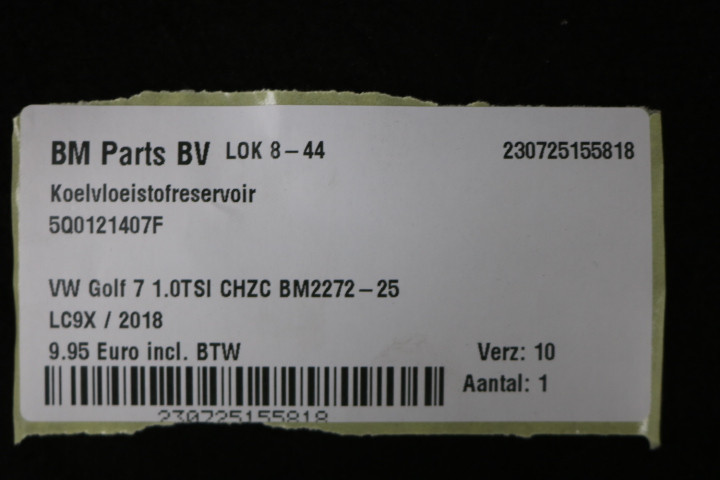 BM Parts BV LOK 8-44 230725155818
Koelvloeistofreservoir
5Q0121407F
VW Golf 7 1.0TSI CHZC BM2272-25
LC9X / 2018
9.95 Euro incl. BTW Verz: 10
Aantal: 1
230725155818